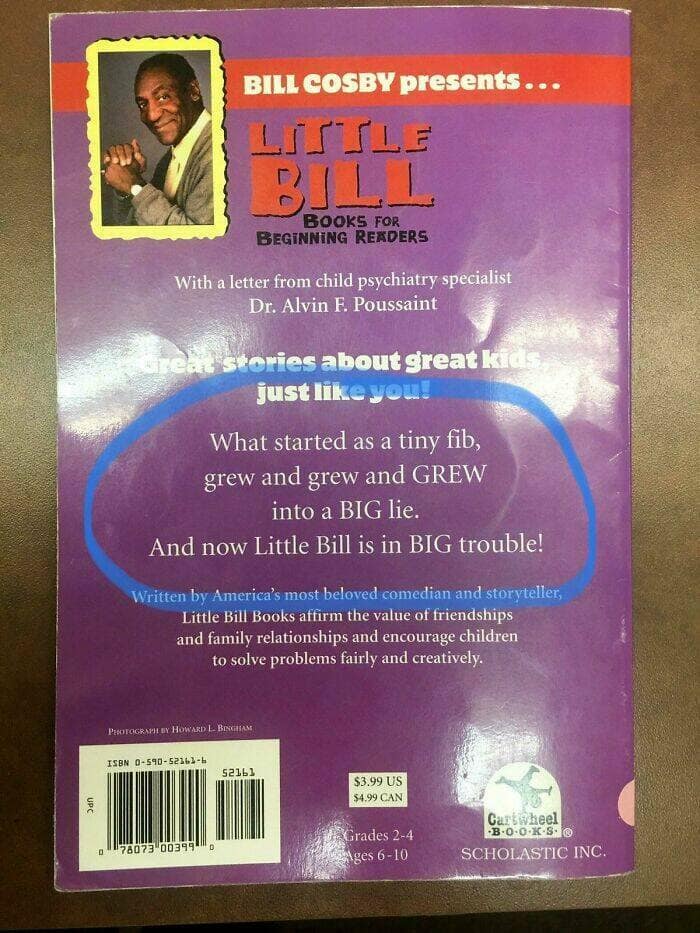 BILL COSBY presents...
LITTLE
BILL
BOOKS FOR
BEGINNING READERS
With a letter from child psychiatry specialist
Dr. Alvin F. Poussaint
Great stories about great kids,
just like you!
What started as a tiny fib,
grew and grew and GREW
into a BIG lie.
And now Little Bill is in BIG trouble!
Written by America's most beloved comedian and storyteller,
Little Bill Books affirm the value of friendships
and family relationships and encourage children
to solve problems fairly and creatively.
PHOTOGRAPH BY HOWARD L. BINGHAM
ISBN 0-590-52161-6
52161
UPC
0 78073 00399 0
$3.99 US
$4.99 CAN
Grades 2-4
Ages 6-10
Cartwheel
·B·O·O·K·S· ®
SCHOLASTIC INC.